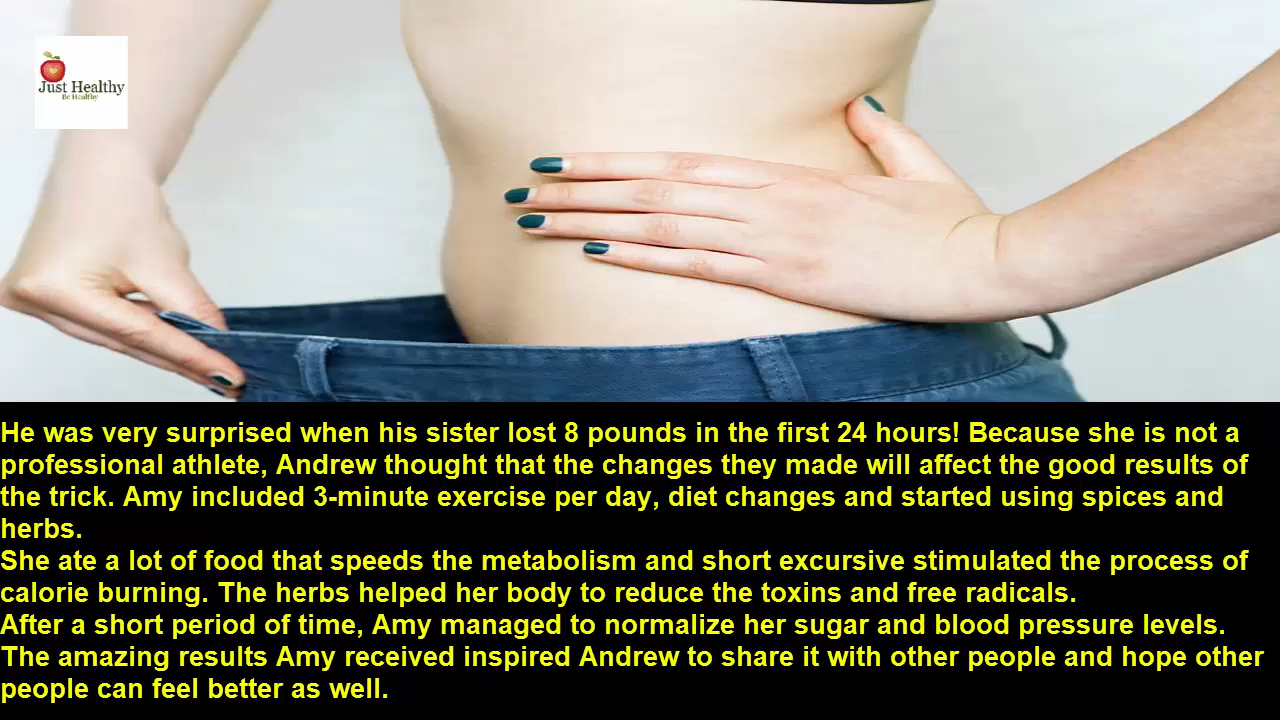 Just Healthy
Be Healthy
He was very surprised when his sister lost 8 pounds in the first 24 hours! Because she is not a
professional athlete, Andrew thought that the changes they made will affect the good results of
the trick. Amy included 3-minute exercise per day, diet changes and started using spices and
herbs.
She ate a lot of food that speeds the metabolism and short excursive stimulated the process of
calorie burning. The herbs helped her body to reduce the toxins and free radicals.
After a short period of time, Amy managed to normalize her sugar and blood pressure levels.
The amazing results Amy received inspired Andrew to share it with other people and hope other
people can feel better as well.